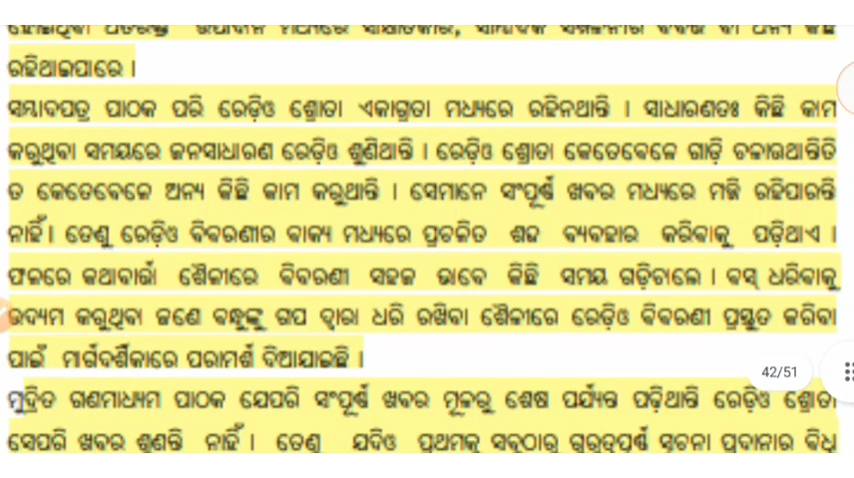 ରହିଥାଇପାରେ ।
ସମ୍ବାଦପତ୍ର ପାଠକ ପରି ରେଡ଼ିଓ ଶ୍ରୋତା ଏକାଗ୍ରତା ମଧ୍ୟରେ ରହିନଥାନ୍ତି । ସାଧାରଣତଃ କିଛି କାମ
କରୁଥିବା ସମୟରେ ଜନସାଧାରଣ ରେଡ଼ିଓ ଶୁଣିଥାନ୍ତି । ରେଡ଼ିଓ ଶ୍ରୋତା କେତେବେଳେ ଗାଡ଼ି ଚଳାଉଥାନ୍ତିତି
ତ କେତେବେଳେ ଅନ୍ୟ କିଛି କାମ କରୁଥାନ୍ତି । ସେମାନେ ସଂପୂର୍ଣ୍ଣ ଖବର ମଧ୍ୟରେ ମଜ୍ଜି ରହିପାରନ୍ତି
ନାହିଁ। ତେଣୁ ରେଡ଼ିଓ ବିବରଣୀର ବାକ୍ୟ ମଧ୍ୟରେ ପ୍ରଚଳିତ ଶବ୍ଦ ବ୍ୟବହାର କରିବାକୁ ପଡ଼ିଥାଏ ।
ଫଳରେ କଥାବାର୍ତ୍ତା ଶୈଳୀରେ ବିବରଣୀ ସହଜ ଭାବେ କିଛି ସମୟ ଗଡ଼ିଚାଲେ । ବସ୍ ଧରିବାକୁ
ଉଦ୍ୟମ କରୁଥିବା ଜଣେ ବନ୍ଧୁଙ୍କୁ ଗପ ଦ୍ୱାରା ଧରି ରଖିବା ଶୈଳୀରେ ରେଡ଼ିଓ ବିବରଣୀ ପ୍ରସ୍ତୁତ କରିବା
ପାଇଁ ମାର୍ଗଦର୍ଶିକାରେ ପରାମର୍ଶ ଦିଆଯାଇଛି ।
42/51
ମୁଦ୍ରିତ ଗଣମାଧ୍ୟମ ପାଠକ ଯେପରି ସଂପୂର୍ଣ୍ଣ ଖବର ମୂଳରୁ ଶେଷ ପର୍ଯ୍ୟନ୍ତ ପଢ଼ିଥାନ୍ତି ରେଡ଼ିଓ ଶ୍ରୋତା
ସେପରି ଖବର ଶୁଣନ୍ତି ନାହିଁ । ତେଣୁ ଯଦିଓ ପ୍ରଥମକୁ ସବୁଠାରୁ ଗୁରୁତ୍ୱପୂର୍ଣ୍ଣ ସୂଚନା ପ୍ରଦାନର ବିଧି